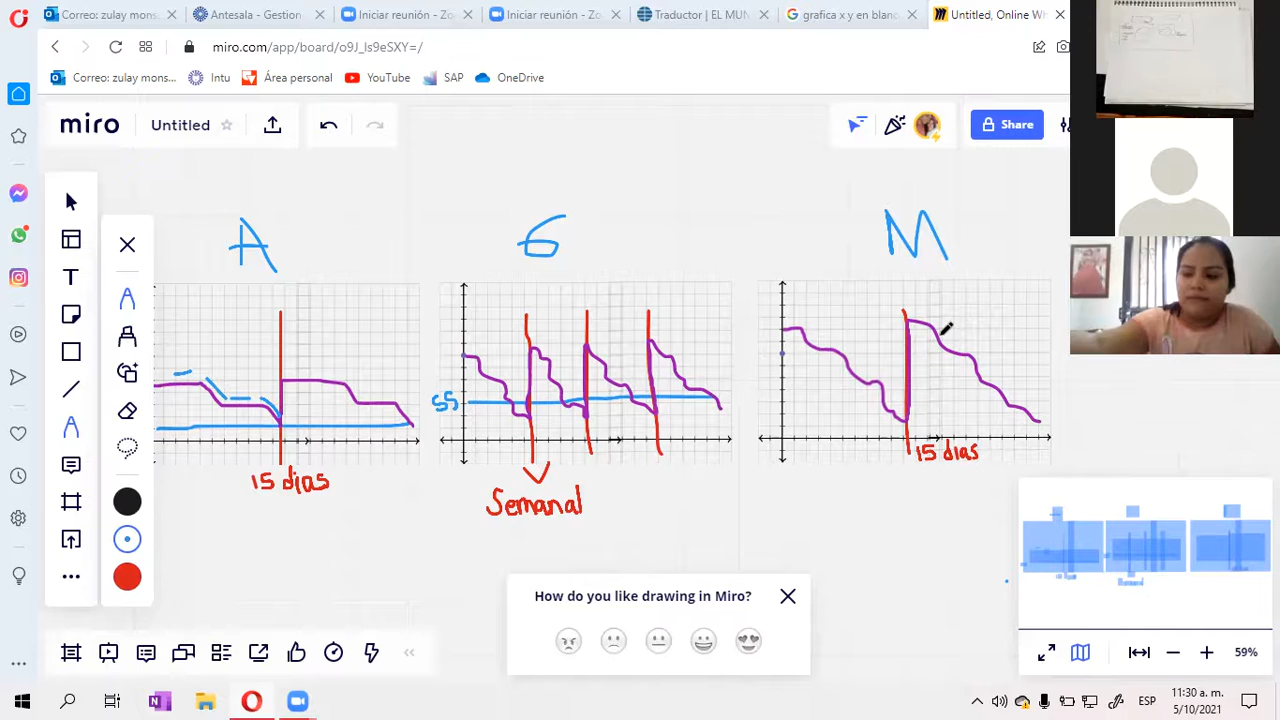 Correo: zulay mons...
Antesala - Gestion
Iniciar reunión - Zo
Iniciar reunión - Zo
Traductor | EL MUN
grafica x y en blanc
Untitled, Online Wh
miro.com/app/board/o9J_ls9eSXY=/
Correo: zulay mons...
Intu
Área personal
YouTube
SAP
OneDrive
miro
Untitled
Share
A
G
M
SS
15 dias
Semanal
15 dias
How do you like drawing in Miro?
59%
ESP
11:30 a. m.
5/10/2021